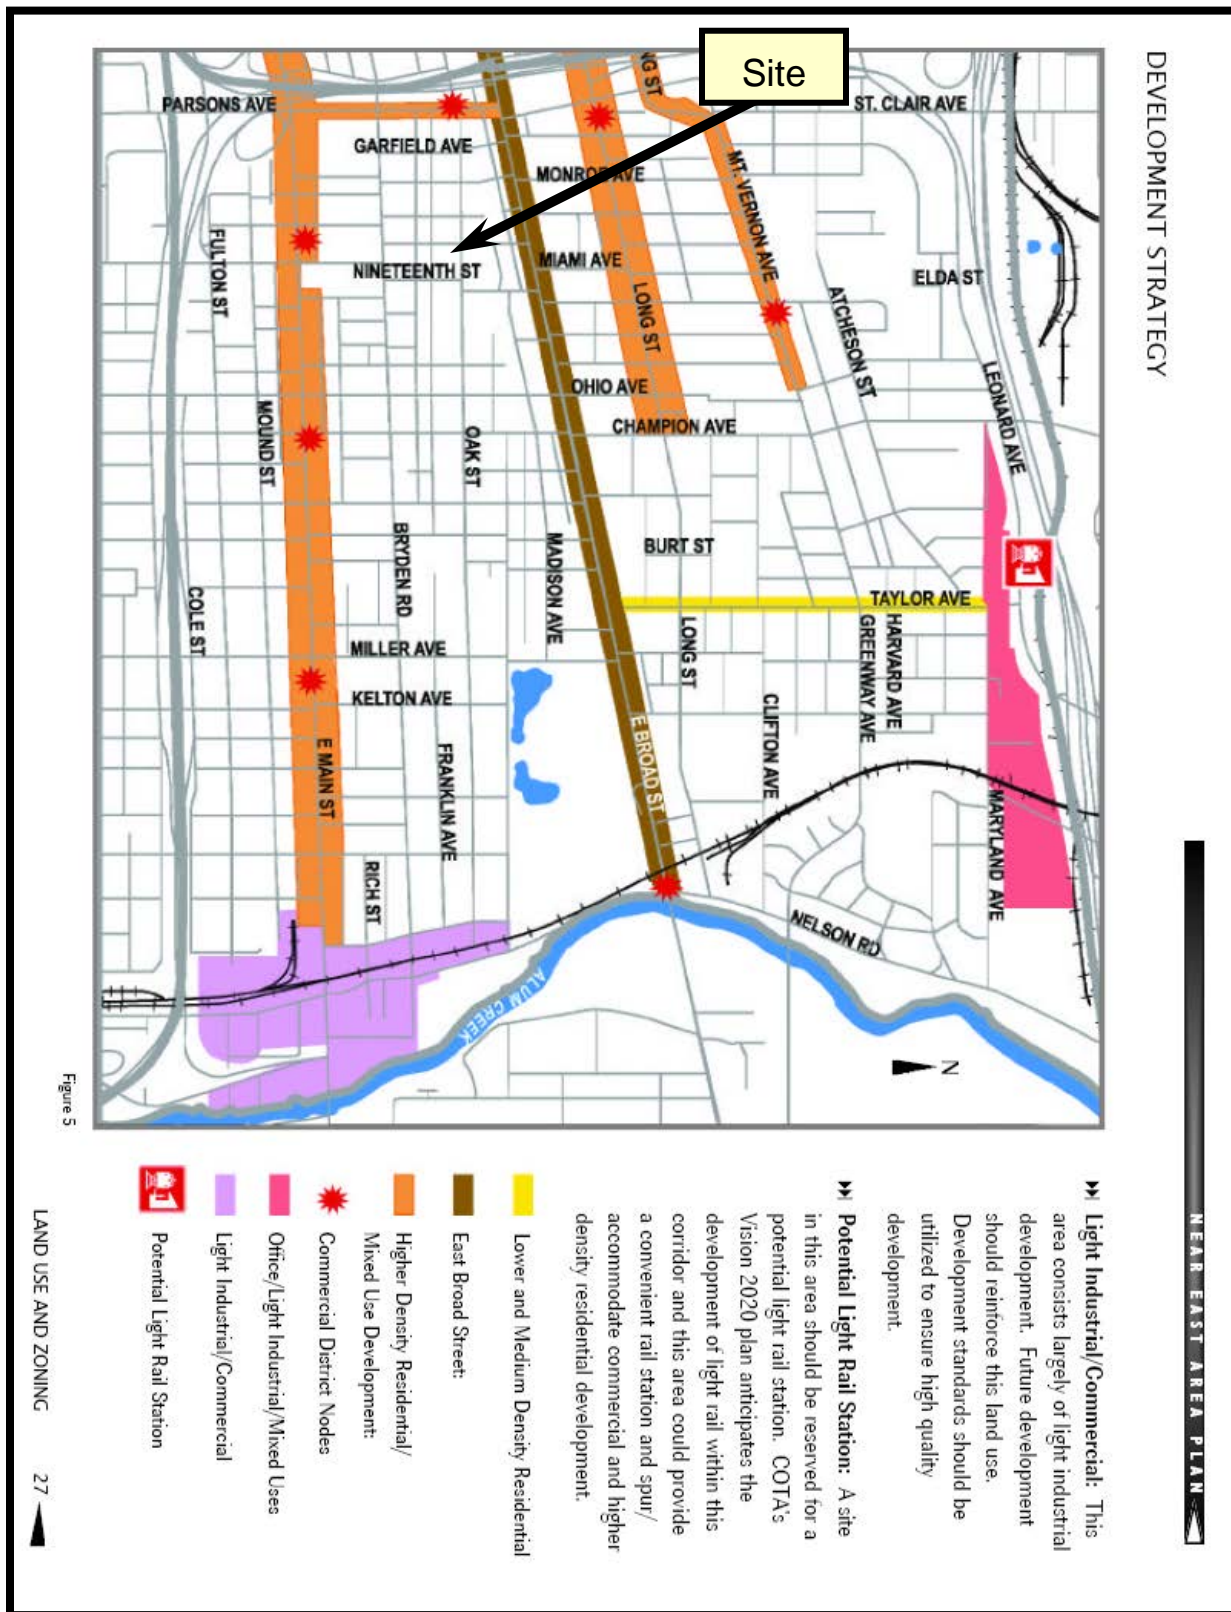 Site
NEAR EAST AREA PLAN
DEVELOPMENT STRATEGY
PARSONS AVE
GARFIELD AVE
NINETEENTH ST
FULTON ST
MOUND ST
COLE ST
OAK ST
BRYDEN RD
MILLER AVE
KELTON AVE
E MAIN ST
FRANKLIN AVE
RICH ST
MADISON AVE
NG ST
ST. CLAIR AVE
MONROE AVE
MT. VERNON AVE
MIAMI AVE
LONG ST
OHIO AVE
CHAMPION AVE
ELDA ST
ATCHESON ST
LEONARD AVE
BURT ST
TAYLOR AVE
LONG ST
HARVARD AVE
GREENWAY AVE
CLIFTON AVE
E BROAD ST
MARYLAND AVE
NELSON RD
ALUM CREEK
N
Figure 5
Light Industrial/Commercial: This
area consists largely of light industrial
development. Future development
should reinforce this land use.
Development standards should be
utilized to ensure high quality
development.
Potential Light Rail Station: A site
in this area should be reserved for a
potential light rail station. COTA's
Vision 2020 plan anticipates the
development of light rail within this
corridor and this area could provide
a convenient rail station and spur/
accommodate commercial and higher
density residential development.
Lower and Medium Density Residential
East Broad Street:
Higher Density Residential/
Mixed Use Development:
Commercial District Nodes
Office/Light Industrial/Mixed Uses
Light Industrial/Commercial
Potential Light Rail Station
LAND USE AND ZONING 27